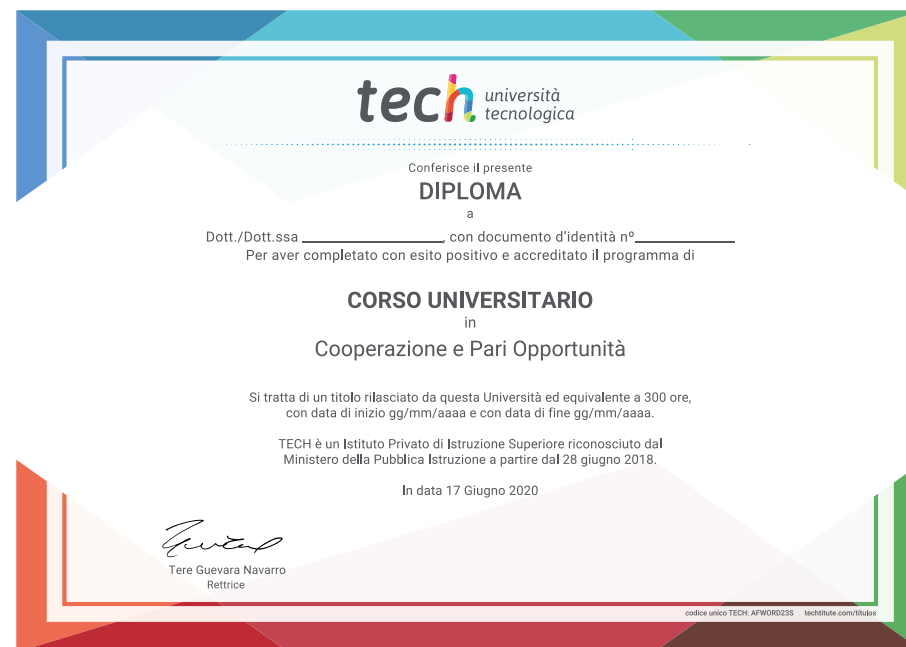 tech università
tecnologica
Conferisce il presente
DIPLOMA
a
Dott./Dott.ssa ____________, con documento d'identità nº____________
Per aver completato con esito positivo e accreditato il programma di
CORSO UNIVERSITARIO
in
Cooperazione e Pari Opportunità
Si tratta di un titolo rilasciato da questa Università ed equivalente a 300 ore,
con data di inizio gg/mm/aaaa e con data di fine gg/mm/aaaa.
TECH è un Istituto Privato di Istruzione Superiore riconosciuto dal
Ministero della Pubblica Istruzione a partire dal 28 giugno 2018.
In data 17 Giugno 2020
Tere Guevara Navarro
Rettrice
codice unico TECH: AFWORD23S techtitute.com/títulos